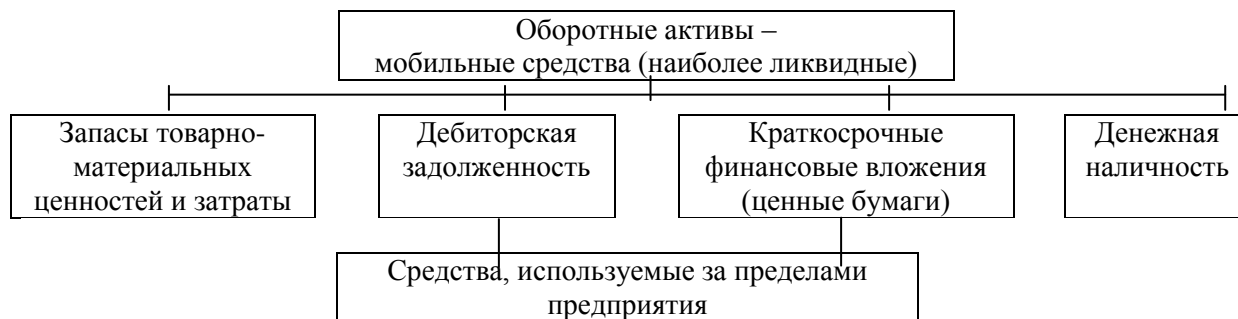 Оборотные активы –
мобильные средства (наиболее ликвидные)
Запасы товарно-
материальных
ценностей и затраты
Дебиторская
задолженность
Краткосрочные
финансовые вложения
(ценные бумаги)
Денежная
наличность
Средства, используемые за пределами
предприятия